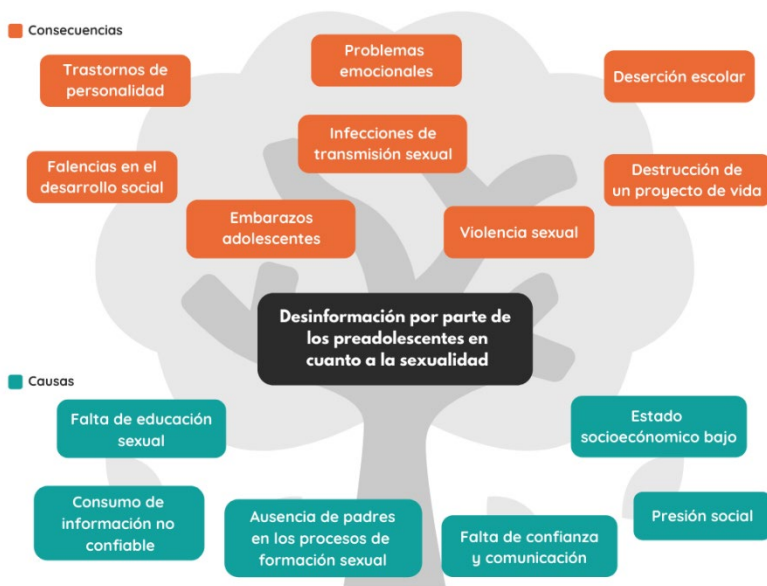 Consecuencias
Problemas
emocionales
Trastornos de
personalidad
Deserción escolar
Infecciones de
transmisión sexual
Falencias en el
desarrollo social
Destrucción de
un proyecto de vida
Embarazos
adolescentes
Violencia sexual
Desinformación por parte de
los preadolescentes en
cuanto a la sexualidad
Causas
Falta de educación
sexual
Estado
socioecónomico bajo
Consumo de
información no
confiable
Ausencia de padres
en los procesos de
formación sexual
Falta de confianza
y comunicación
Presión social